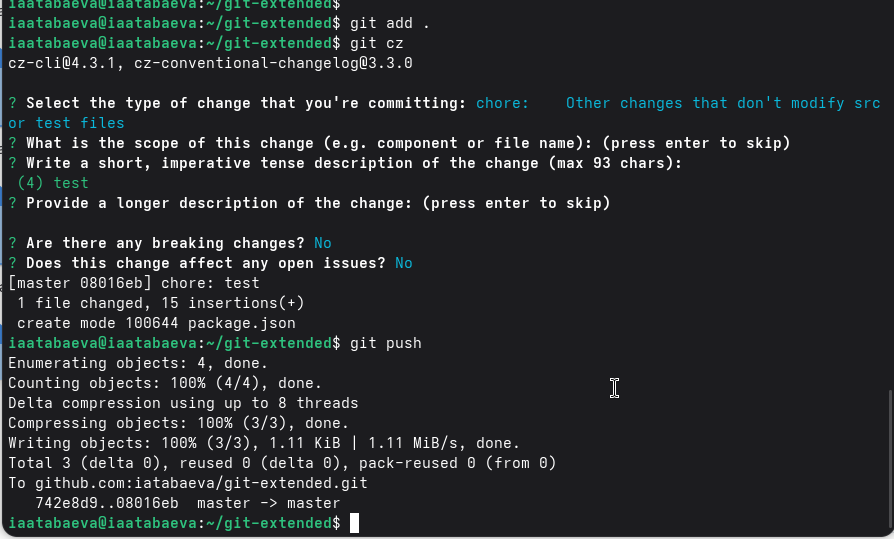 iaatabaeva@iaatabaeva:~/git-extended$
iaatabaeva@iaatabaeva:~/git-extended$ git add .
iaatabaeva@iaatabaeva:~/git-extended$ git cz
cz-cli@4.3.1, cz-conventional-changelog@3.3.0
? Select the type of change that you're committing: chore:    Other changes that don't modify src
or test files
? What is the scope of this change (e.g. component or file name): (press enter to skip)
? Write a short, imperative tense description of the change (max 93 chars):
 (4) test
? Provide a longer description of the change: (press enter to skip)
? Are there any breaking changes? No
? Does this change affect any open issues? No
[master 08016eb] chore: test
 1 file changed, 15 insertions(+)
 create mode 100644 package.json
iaatabaeva@iaatabaeva:~/git-extended$ git push
Enumerating objects: 4, done.
Counting objects: 100% (4/4), done.
Delta compression using up to 8 threads
Compressing objects: 100% (3/3), done.
Writing objects: 100% (3/3), 1.11 KiB | 1.11 MiB/s, done.
Total 3 (delta 0), reused 0 (delta 0), pack-reused 0 (from 0)
To github.com:iatabaeva/git-extended.git
   742e8d9..08016eb  master -> master
iaatabaeva@iaatabaeva:~/git-extended$